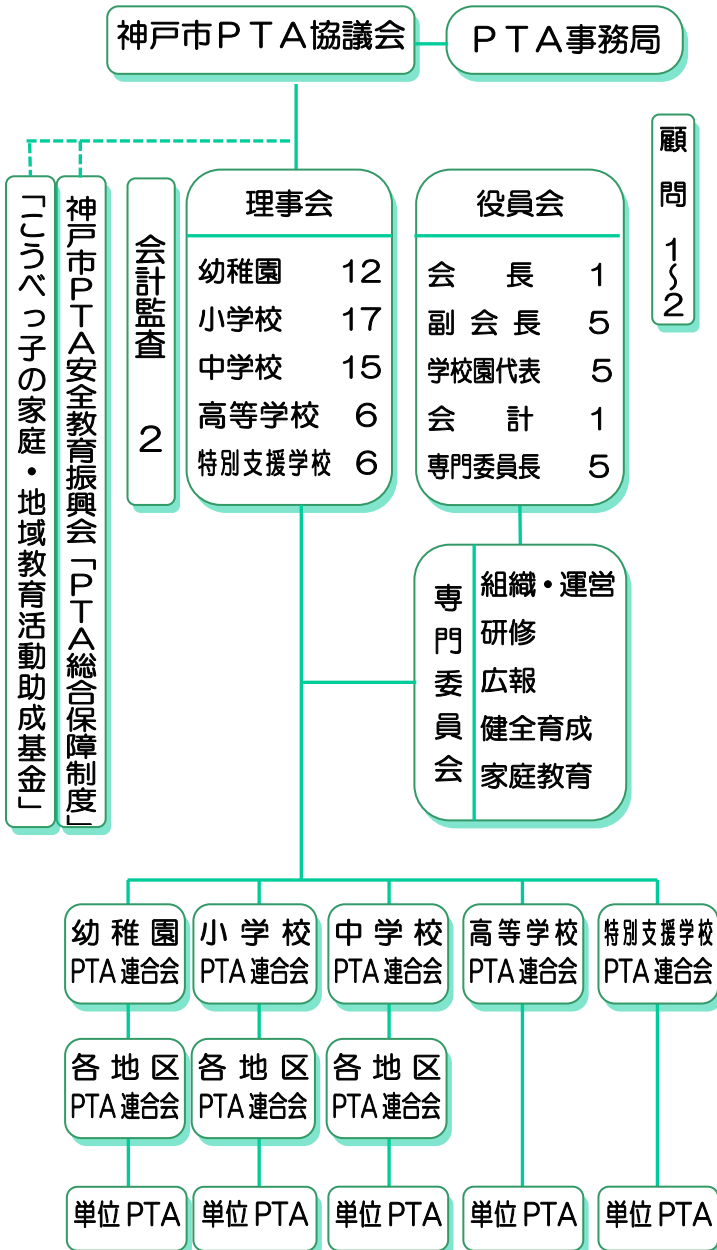 神戸市ＰＴＡ協議会
ＰＴＡ事務局
顧問　1～2
「こうべっ子の家庭・地域教育活動助成基金」
神戸市ＰＴＡ安全教育振興会「ＰＴＡ総合保障制度」
会計監査　2
理事会
幼稚園　12
小学校　17
中学校　15
高等学校　6
特別支援学校　6
役員会
会長　1
副会長　5
学校園代表　5
会計　1
専門委員長　5
専門委員会
組織・運営
研修
広報
健全育成
家庭教育
幼稚園
PTA連合会
小学校
PTA連合会
中学校
PTA連合会
高等学校
PTA連合会
特別支援学校
PTA連合会
各地区
PTA連合会
各地区
PTA連合会
各地区
PTA連合会
単位PTA
単位PTA
単位PTA
単位PTA
単位PTA